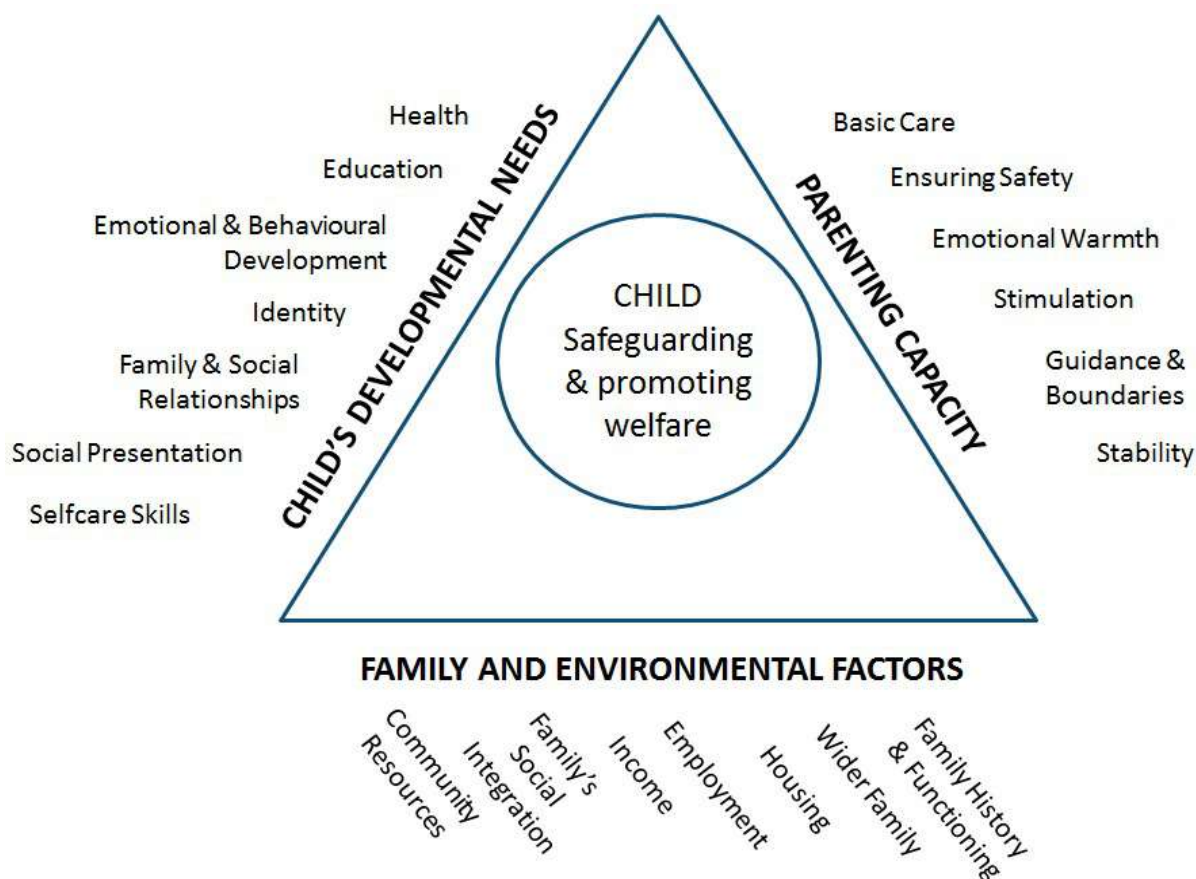 Health
Education
Emotional & Behavioural
Development
Identity
Family & Social
Relationships
Social Presentation
Selfcare Skills
CHILD'S DEVELOPMENTAL NEEDS
CHILD
Safeguarding
& promoting
welfare
PARENTING CAPACITY
Basic Care
Ensuring Safety
Emotional Warmth
Stimulation
Guidance &
Boundaries
Stability
FAMILY AND ENVIRONMENTAL FACTORS
Community
Resources
Family's
Social
Integration
Income
Employment
Housing
Wider Family
Family History
& Functioning